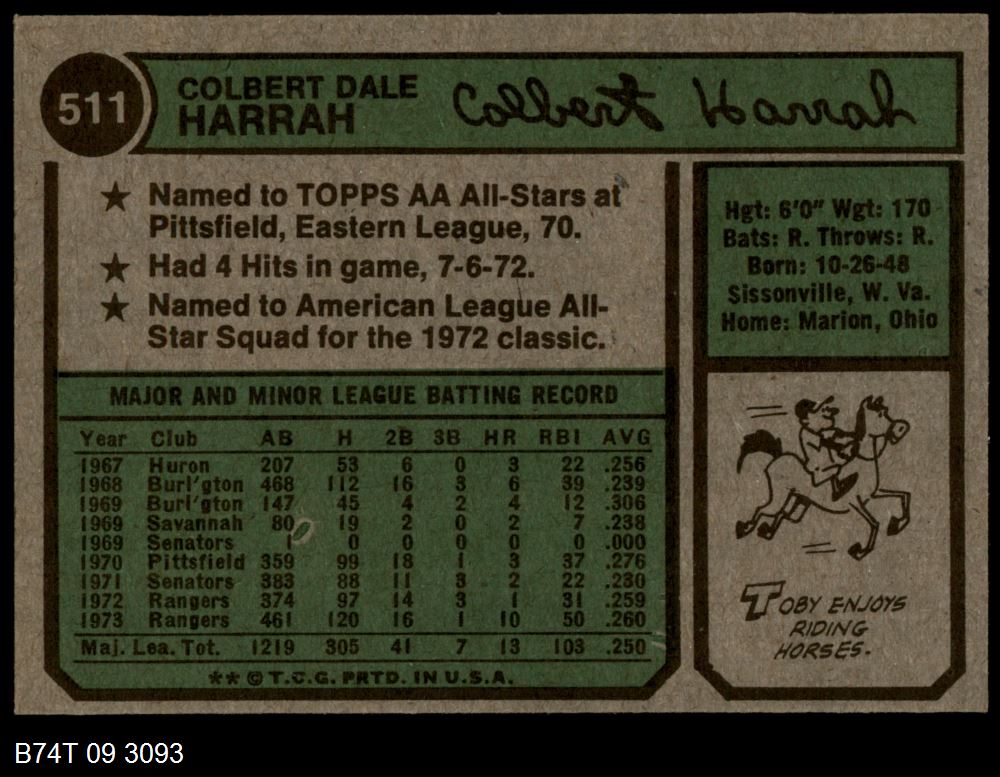 511
COLBERT DALE
HARRAH
Colbert Harrah
★ Named to TOPPS AA All-Stars at
Pittsfield, Eastern League, 70.
★ Had 4 Hits in game, 7-6-72.
★ Named to American League All-
Star Squad for the 1972 classic.
Hgt: 6'0" Wgt: 170
Bats: R. Throws: R.
Born: 10-26-48
Sissonville, W. Va.
Home: Marion, Ohio
MAJOR AND MINOR LEAGUE BATTING RECORD
Year Club AB H 2B 3B HR RBI AVG
1967 Huron 207 53 6 0 3 22 .256
1968 Burl'gton 468 112 16 3 6 39 .239
1969 Burl'gton 147 45 4 2 4 12 .306
1969 Savannah 80 19 2 0 2 7 .238
1969 Senators 1 0 0 0 0 0 .000
1970 Pittsfield 359 99 18 1 3 37 .276
1971 Senators 383 88 11 3 2 22 .230
1972 Rangers 374 97 14 3 1 31 .259
1973 Rangers 461 120 16 1 10 50 .260
Maj. Lea. Tot. 1219 305 41 7 13 103 .250
** © T.C.G. PRTD. IN U.S.A.
TOBY ENJOYS
RIDING
HORSES.
B74T 09 3093